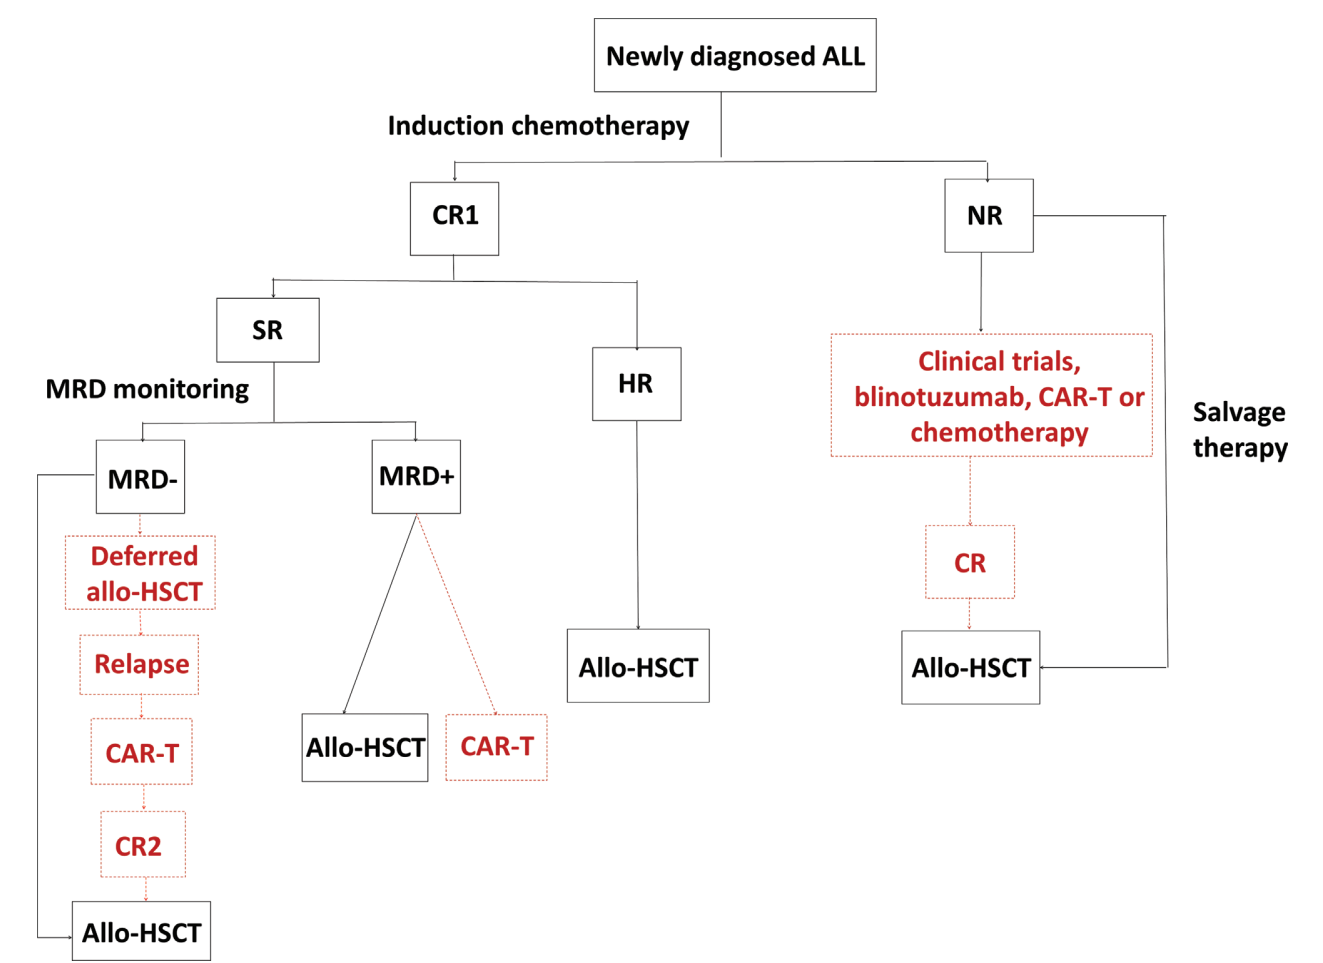 Newly diagnosed ALL
Induction chemotherapy
CR1
NR
SR
HR
MRD monitoring
Clinical trials,
blinotuzumab, CAR-T or
chemotherapy
Salvage
therapy
MRD-
MRD+
Deferred
allo-HSCT
CR
Relapse
Allo-HSCT
Allo-HSCT
CAR-T
Allo-HSCT
CAR-T
CR2
Allo-HSCT